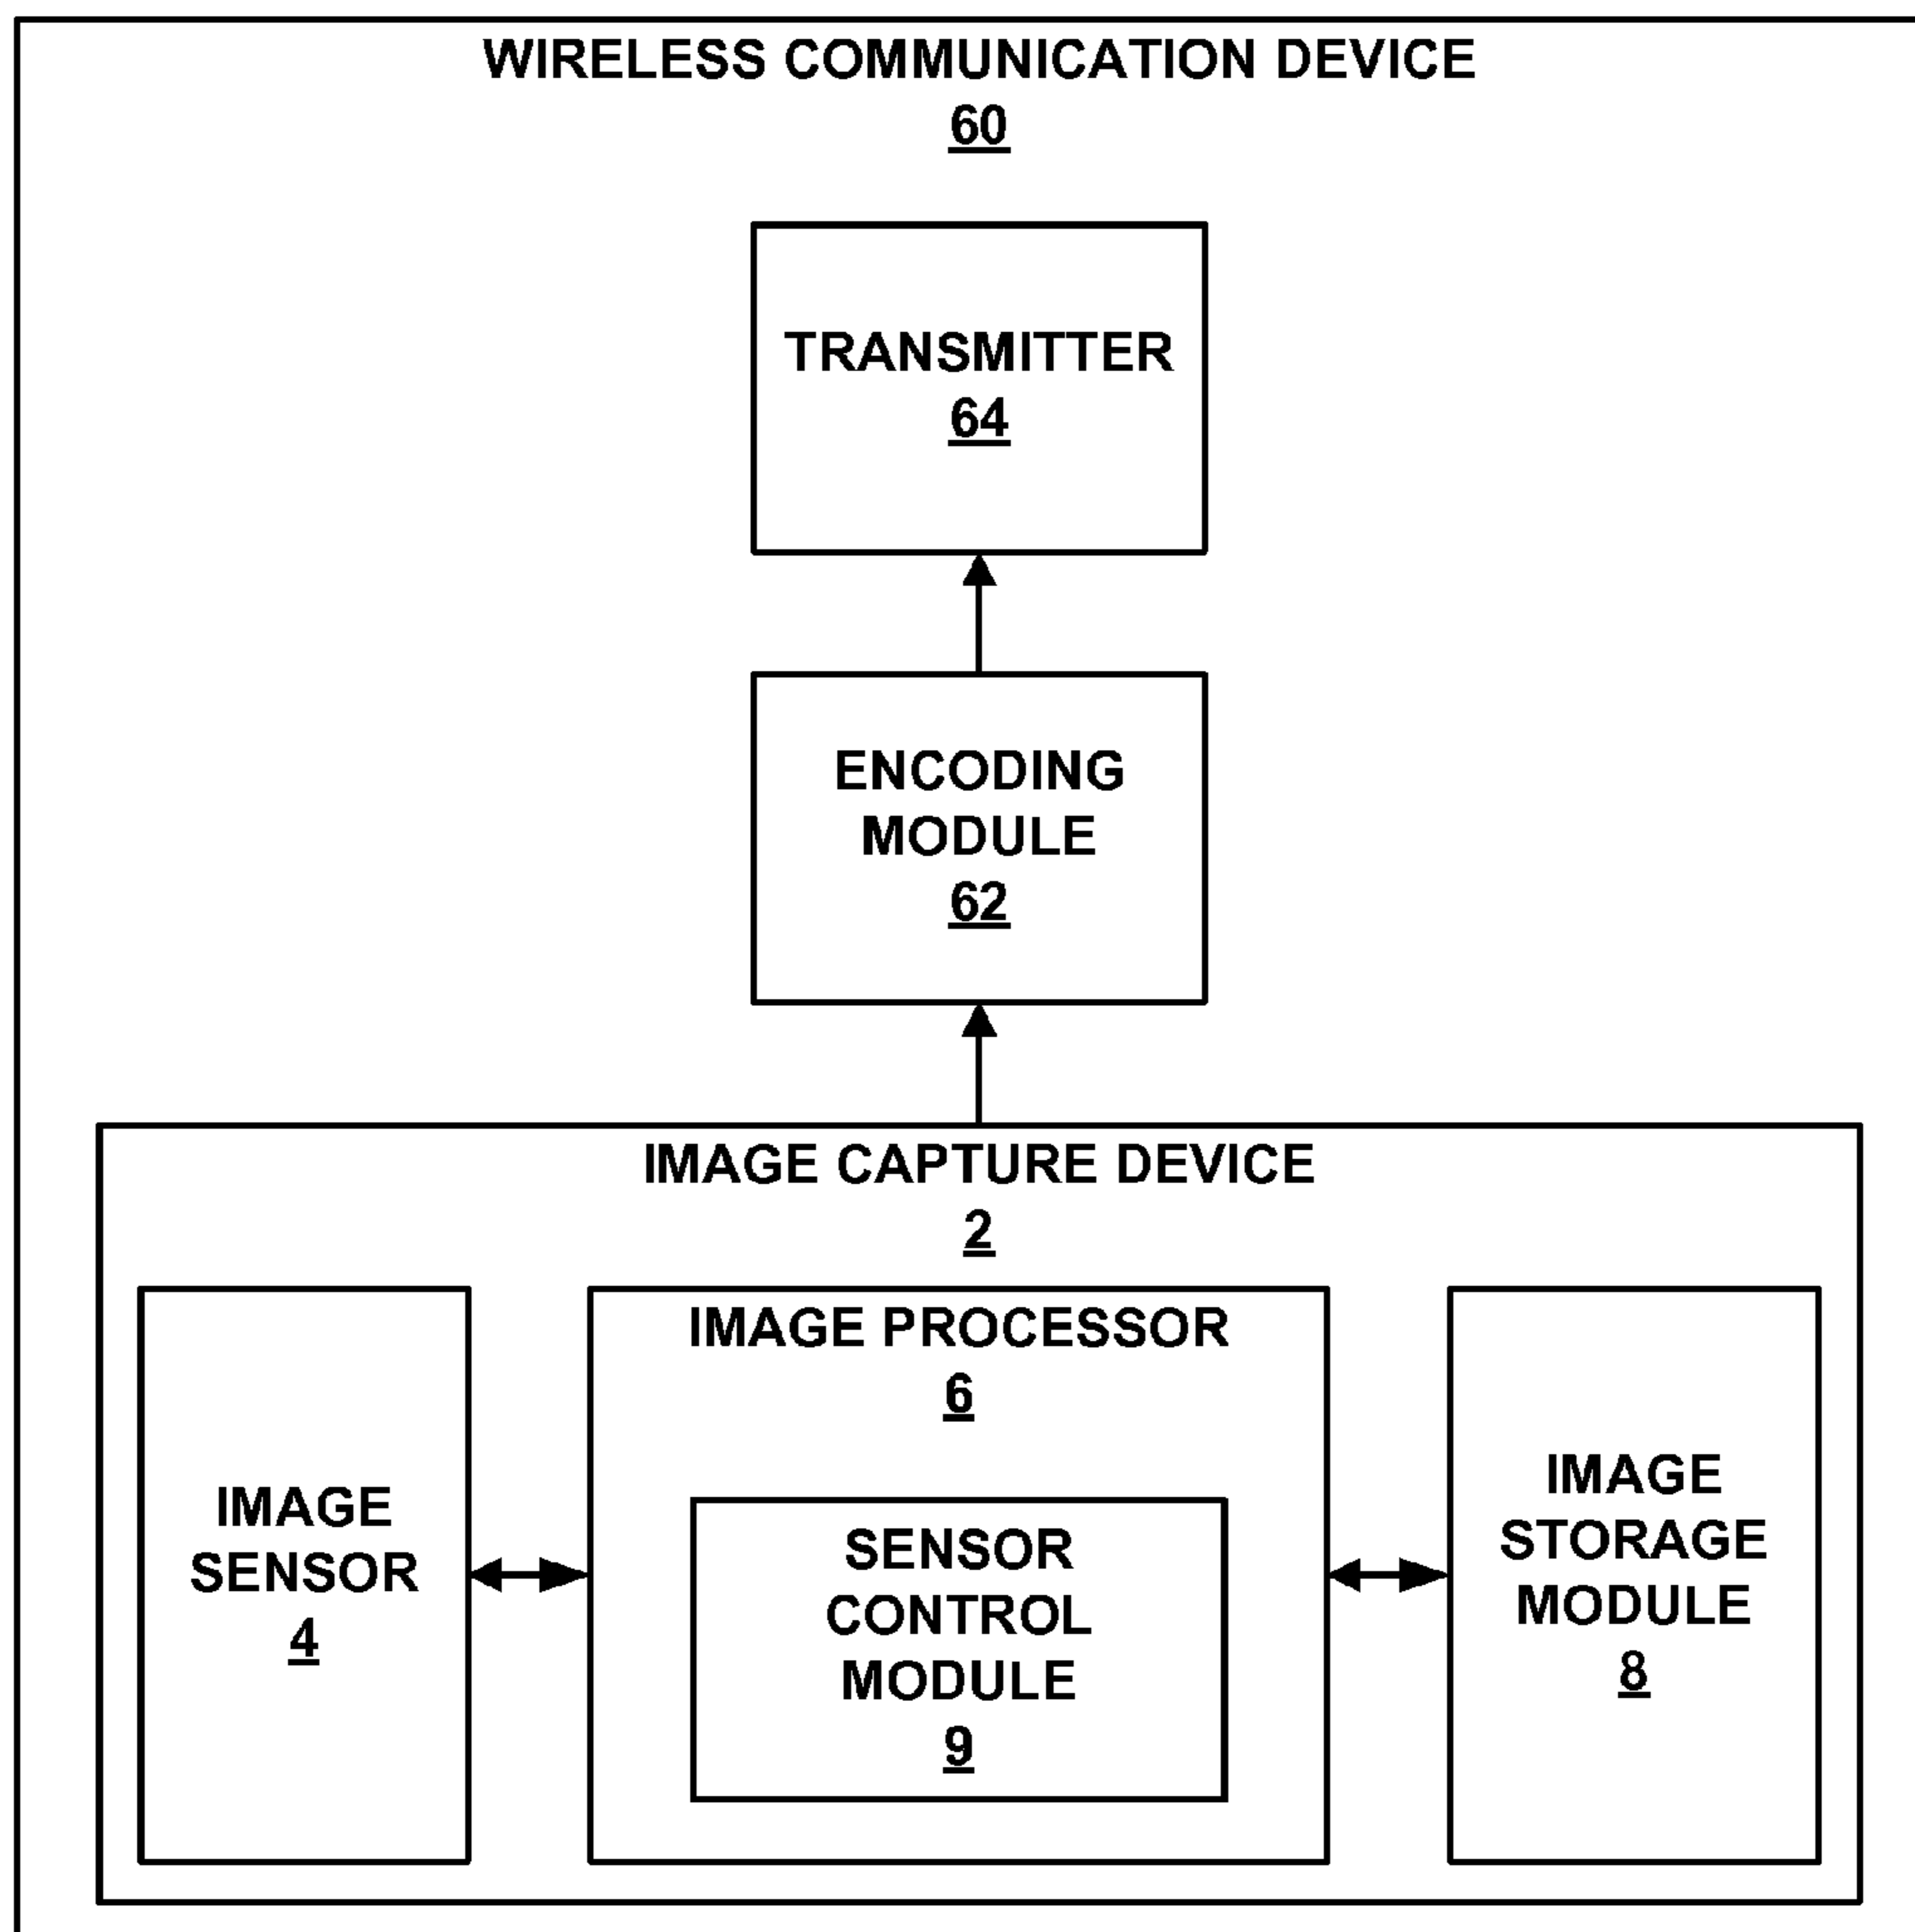 WIRELESS COMMUNICATION DEVICE
60
TRANSMITTER
64
ENCODING
MODULE
62
IMAGE CAPTURE DEVICE
2
IMAGE
SENSOR
4
IMAGE PROCESSOR
6
SENSOR
CONTROL
MODULE
9
IMAGE
STORAGE
MODULE
8